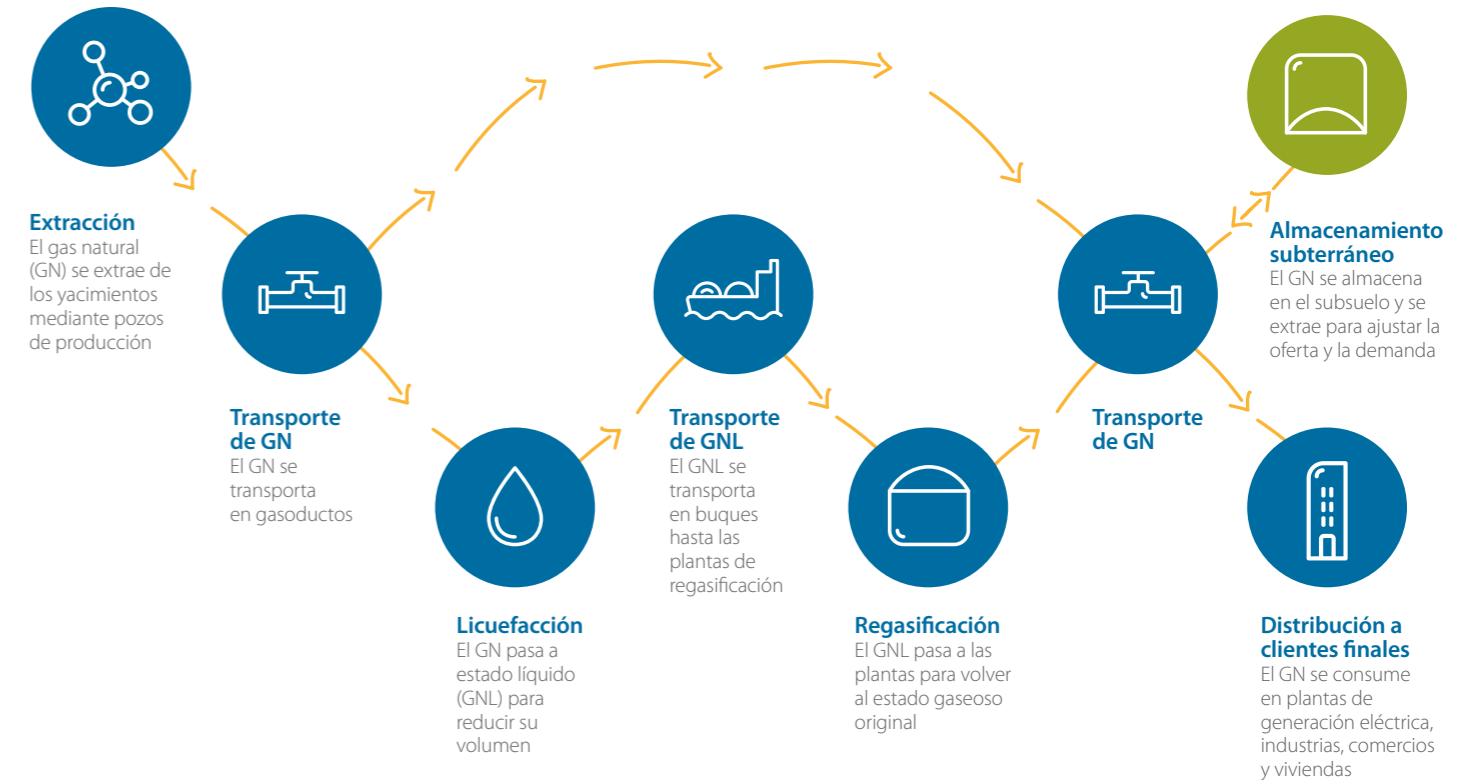 Extracción
El gas natural
(GN) se extrae de
los yacimientos
mediante pozos
de producción
Transporte
de GN
El GN se
transporta
en gasoductos
Licuefacción
El GN pasa a
estado líquido
(GNL) para
reducir su
volumen
Transporte
de GNL
El GNL se
transporta
en buques
hasta las
plantas de
regasificación
Regasificación
El GNL pasa a las
plantas para volver
al estado gaseoso
original
Transporte
de GN
Almacenamiento
subterráneo
El GN se almacena
en el subsuelo y se
extrae para ajustar la
oferta y la demanda
Distribución a
clientes finales
El GN se consume
en plantas de
generación eléctrica,
industrias, comercios
y viviendas